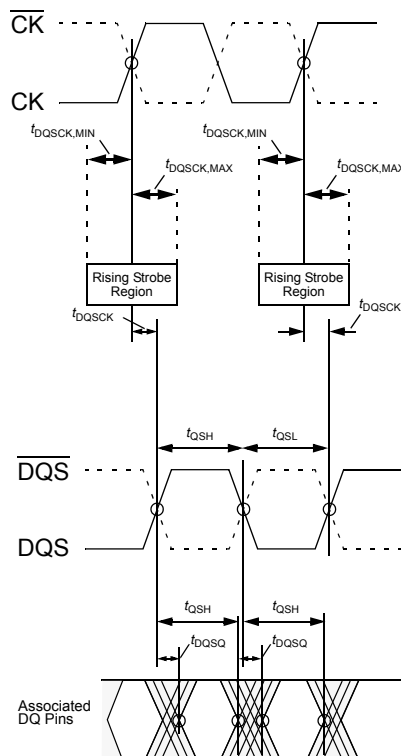 CK
CK
tDQSCK,MIN
tDQSCK,MIN
tDQSCK,MAX
tDQSCK,MAX
Rising Strobe
Region
Rising Strobe
Region
tDQSCK
tDQSCK
tQSH
tQSL
DQS
DQS
tQSH
tQSH
tDQSQ
tDQSQ
Associated
DQ Pins